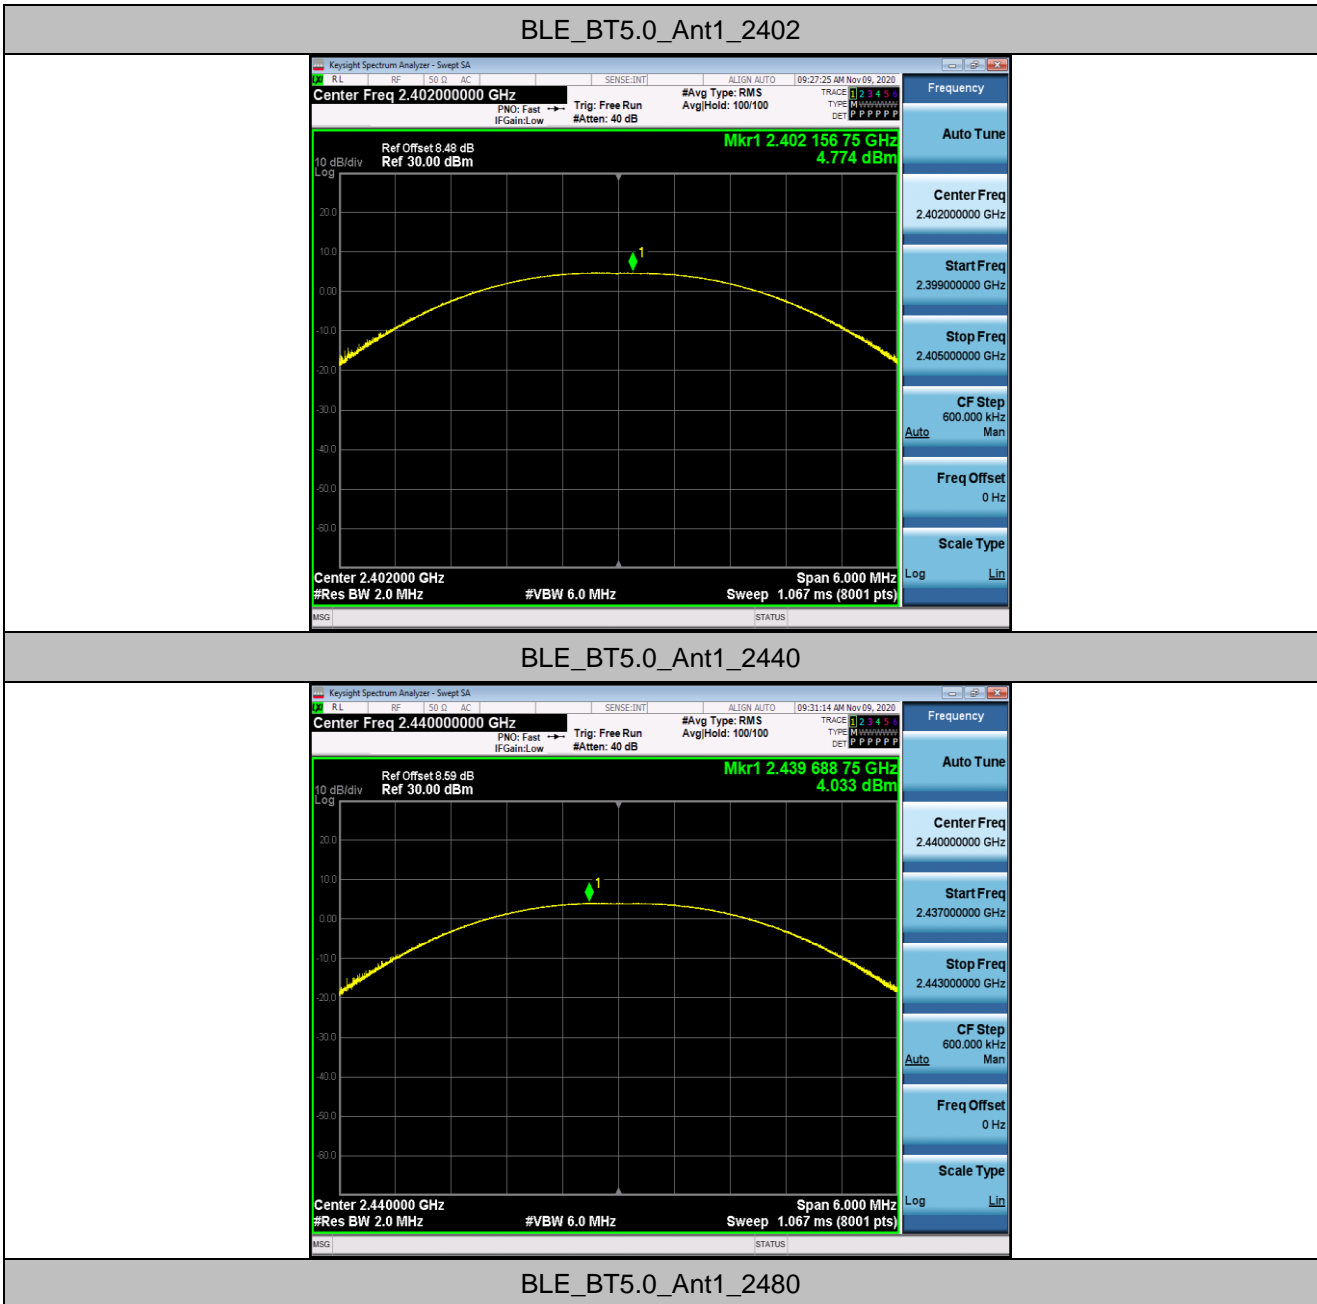 BLE_BT5.0_Ant1_2402
Keysight Spectrum Analyzer - Swept SA
RL RF 50 Ω AC SENSE:INT ALIGN AUTO 09:27:25 AM Nov 09, 2020
Center Freq 2.402000000 GHz #Avg Type: RMS TRACE 1 2 3 4 5 6
PNO: Fast Trig: Free Run Avg|Hold: 100/100 TYPE M WWWWW
IFGain:Low #Atten: 40 dB DET P P P P P P
Mkr1 2.402 156 75 GHz
4.774 dBm
Ref Offset 8.48 dB
10 dB/div Ref 30.00 dBm
Log
20.0
10.0
1
0.00
-10.0
-20.0
-30.0
-40.0
-50.0
-60.0
Center 2.402000 GHz Span 6.000 MHz
#Res BW 2.0 MHz #VBW 6.0 MHz Sweep 1.067 ms (8001 pts)
MSG STATUS
Frequency
Auto Tune
Center Freq
2.402000000 GHz
Start Freq
2.399000000 GHz
Stop Freq
2.405000000 GHz
CF Step
600.000 kHz
Auto Man
Freq Offset
0 Hz
Scale Type
Log Lin
BLE_BT5.0_Ant1_2440
Keysight Spectrum Analyzer - Swept SA
RL RF 50 Ω AC SENSE:INT ALIGN AUTO 09:31:14 AM Nov 09, 2020
Center Freq 2.440000000 GHz #Avg Type: RMS TRACE 1 2 3 4 5 6
PNO: Fast Trig: Free Run Avg|Hold: 100/100 TYPE M WWWWW
IFGain:Low #Atten: 40 dB DET P P P P P P
Mkr1 2.439 688 75 GHz
4.033 dBm
Ref Offset 8.59 dB
10 dB/div Ref 30.00 dBm
Log
20.0
10.0
1
0.00
-10.0
-20.0
-30.0
-40.0
-50.0
-60.0
Center 2.440000 GHz Span 6.000 MHz
#Res BW 2.0 MHz #VBW 6.0 MHz Sweep 1.067 ms (8001 pts)
MSG STATUS
Frequency
Auto Tune
Center Freq
2.440000000 GHz
Start Freq
2.437000000 GHz
Stop Freq
2.443000000 GHz
CF Step
600.000 kHz
Auto Man
Freq Offset
0 Hz
Scale Type
Log Lin
BLE_BT5.0_Ant1_2480